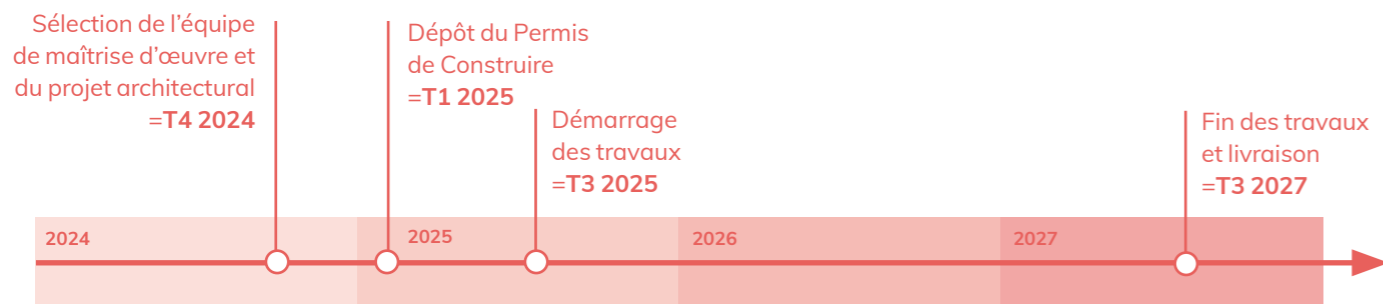 Sélection de l’équipe
de maîtrise d’œuvre et
du projet architectural
=T4 2024
Dépôt du Permis
de Construire
=T1 2025
Démarrage
des travaux
=T3 2025
Fin des travaux
et livraison
=T3 2027
2024
2025
2026
2027